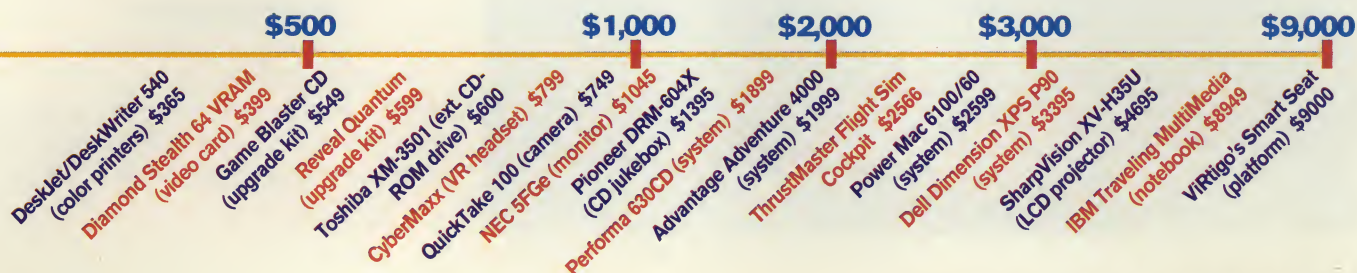 $500
$1,000
$2,000
$3,000
$9,000
DeskJet/DeskWriter 540
(color printers) $365
Diamond Stealth 64 VRAM
(video card) $399
Game Blaster CD
(upgrade kit) $549
Reveal Quantum
(upgrade kit) $599
Toshiba XM-3501 (ext. CD-
ROM drive) $600
CyberMaxx (VR headset) $799
QuickTake 100 (camera) $749
NEC 5FGe (monitor) $1045
Pioneer DRM-604X
(CD jukebox) $1395
Performa 630CD (system) $1899
Advantage Adventure 4000
(system) $1999
ThrustMaster Flight Sim
Cockpit $2566
Power Mac 6100/60
(system) $2599
Dell Dimension XPS P90
(system) $3395
SharpVision XV-H35U
(LCD projector) $4695
IBM Traveling MultiMedia
(notebook) $8949
ViRtigo's Smart Seat
(platform) $9000